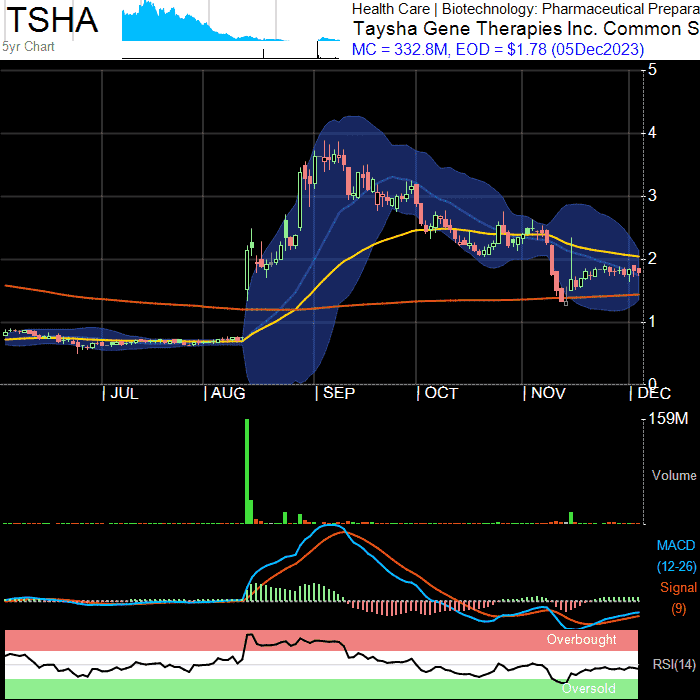 TSHA
5yr Chart
Health Care | Biotechnology: Pharmaceutical Prepara
Taysha Gene Therapies Inc. Common S
MC = 332.8M, EOD = $1.78 (05Dec2023)
5
4
3
2
1
0
| JUL
| AUG
| SEP
| OCT
| NOV
| DEC
159M
Volume
MACD
(12-26)
Signal
(9)
Overbought
RSI(14)
Oversold